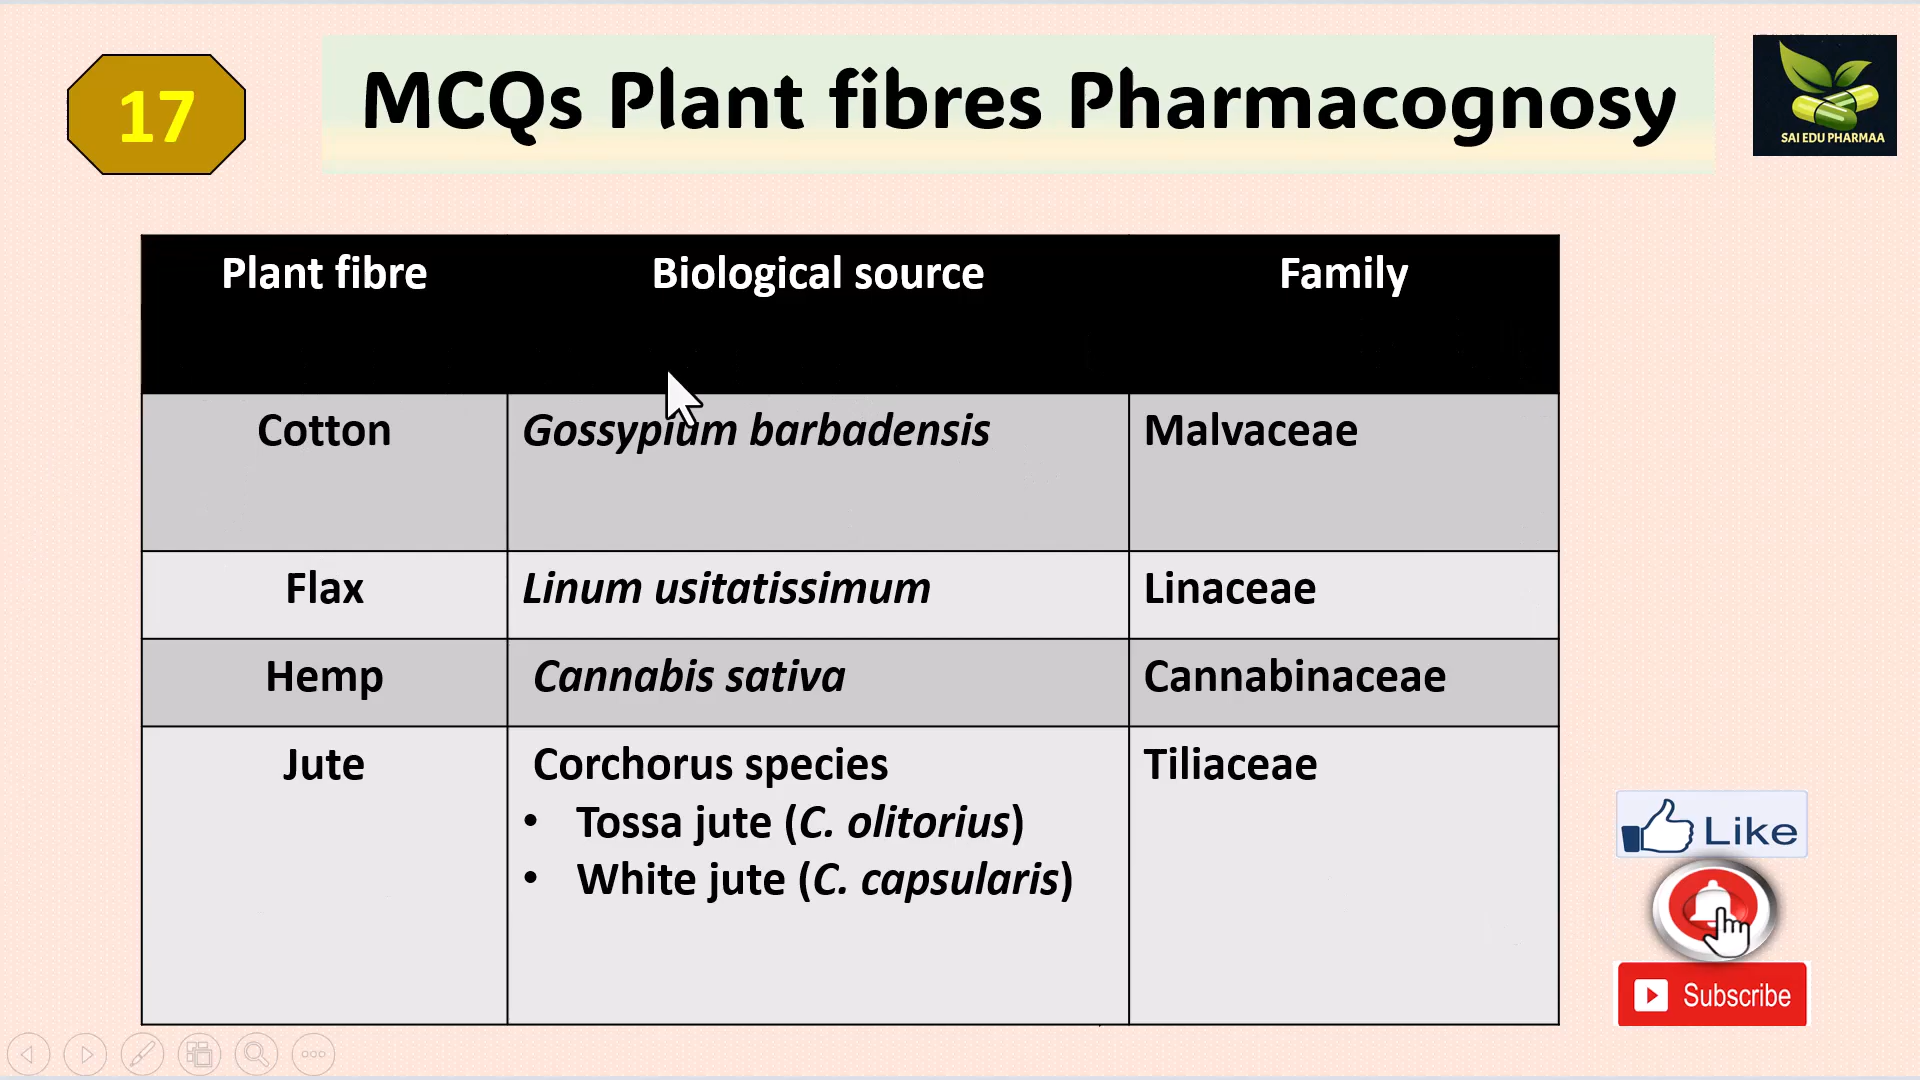 17
MCQs Plant fibres Pharmacognosy
SAI EDU PHARMAA
Plant fibre Biological source Family
Cotton Gossypium barbadensis Malvaceae
Flax Linum usitatissimum Linaceae
Hemp Cannabis sativa Cannabinaceae
Jute Corchorus species Tiliaceae
• Tossa jute (C. olitorius)
• White jute (C. capsularis)
Like
Subscribe